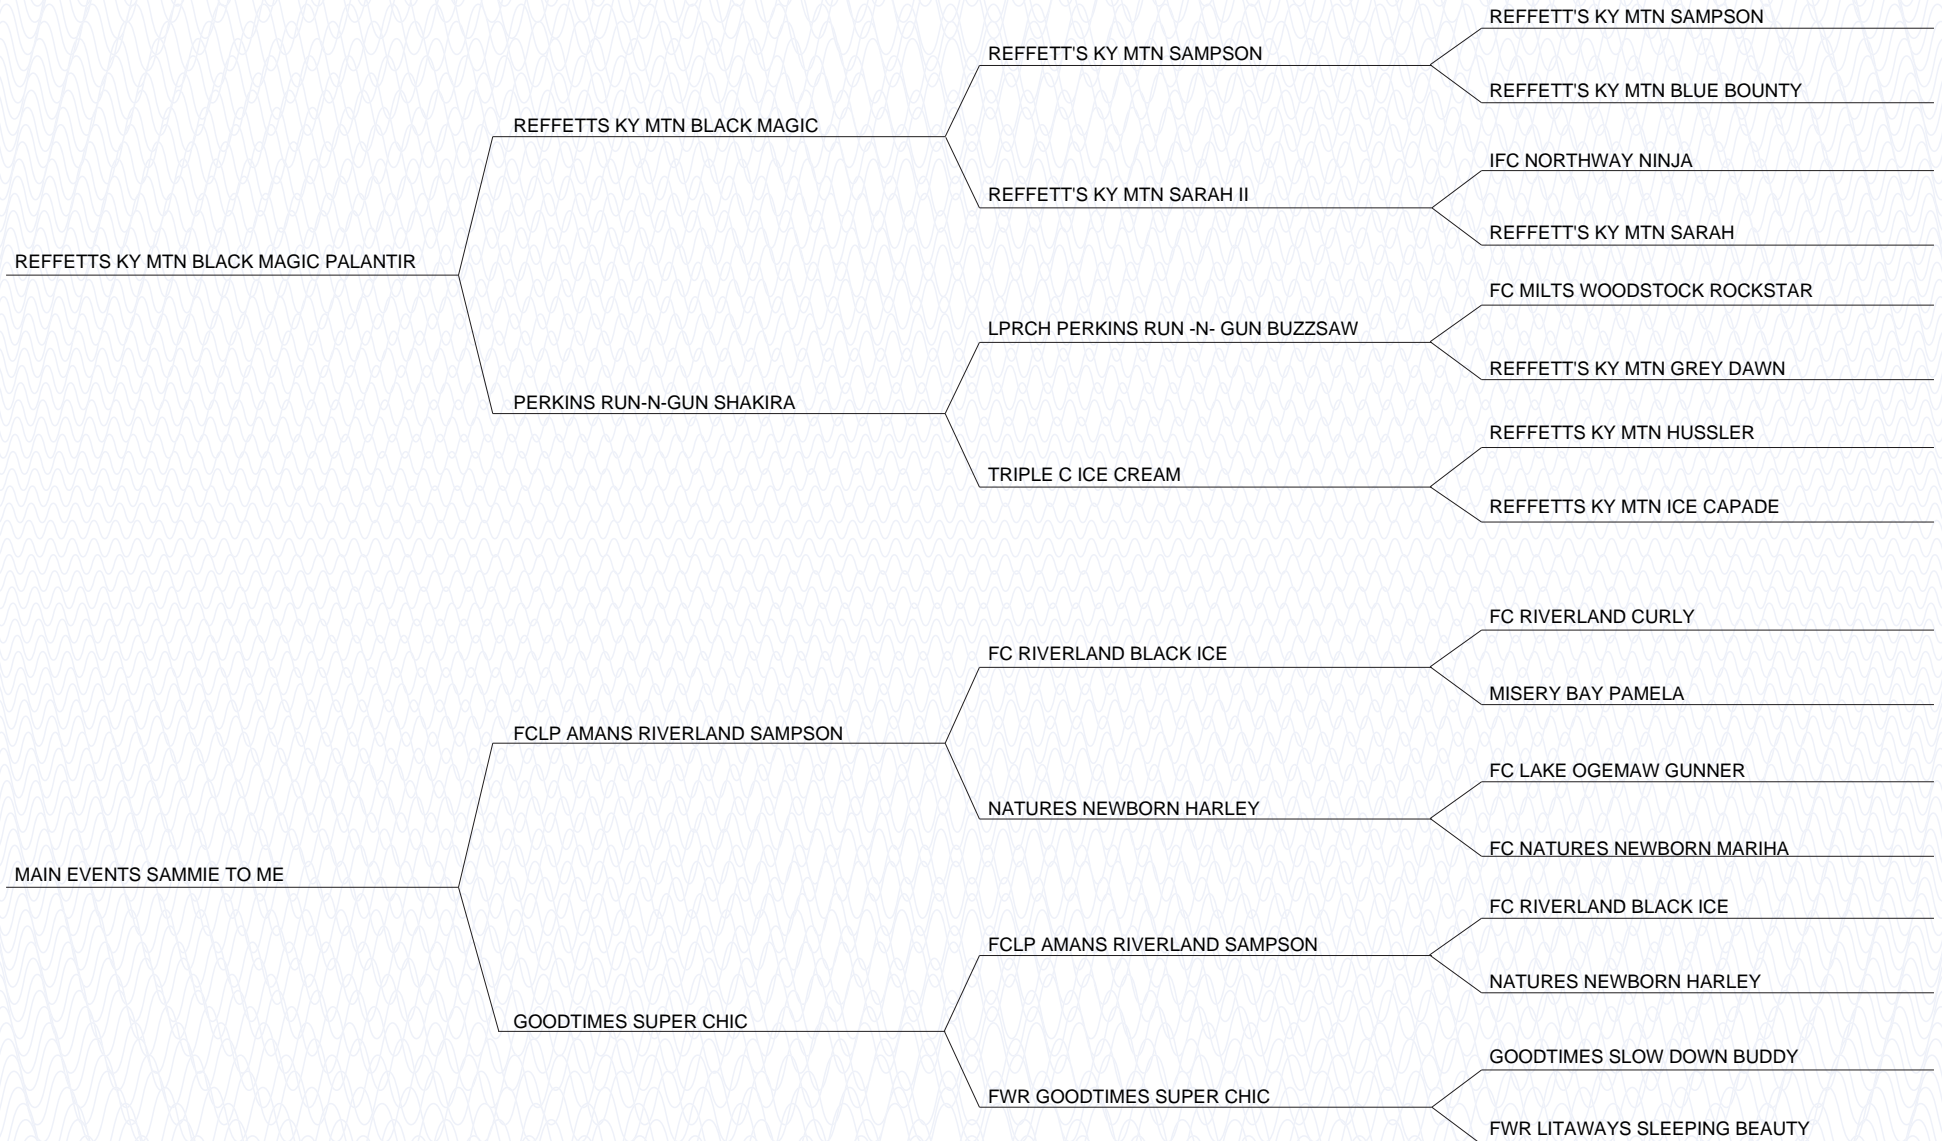 REFFETT'S KY MTN SAMPSON
REFFETT'S KY MTN SAMPSON
REFFETT'S KY MTN BLUE BOUNTY
REFFETTS KY MTN BLACK MAGIC
IFC NORTHWAY NINJA
REFFETT'S KY MTN SARAH II
REFFETT'S KY MTN SARAH
REFFETTS KY MTN BLACK MAGIC PALANTIR
FC MILTS WOODSTOCK ROCKSTAR
LPRCH PERKINS RUN -N- GUN BUZZSAW
REFFETT'S KY MTN GREY DAWN
PERKINS RUN-N-GUN SHAKIRA
REFFETTS KY MTN HUSSLER
TRIPLE C ICE CREAM
REFFETTS KY MTN ICE CAPADE
FC RIVERLAND CURLY
FC RIVERLAND BLACK ICE
MISERY BAY PAMELA
FCLP AMANS RIVERLAND SAMPSON
FC LAKE OGEMAW GUNNER
NATURES NEWBORN HARLEY
FC NATURES NEWBORN MARIHA
MAIN EVENTS SAMMIE TO ME
FC RIVERLAND BLACK ICE
FCLP AMANS RIVERLAND SAMPSON
NATURES NEWBORN HARLEY
GOODTIMES SUPER CHIC
GOODTIMES SLOW DOWN BUDDY
FWR GOODTIMES SUPER CHIC
FWR LITAWAYS SLEEPING BEAUTY